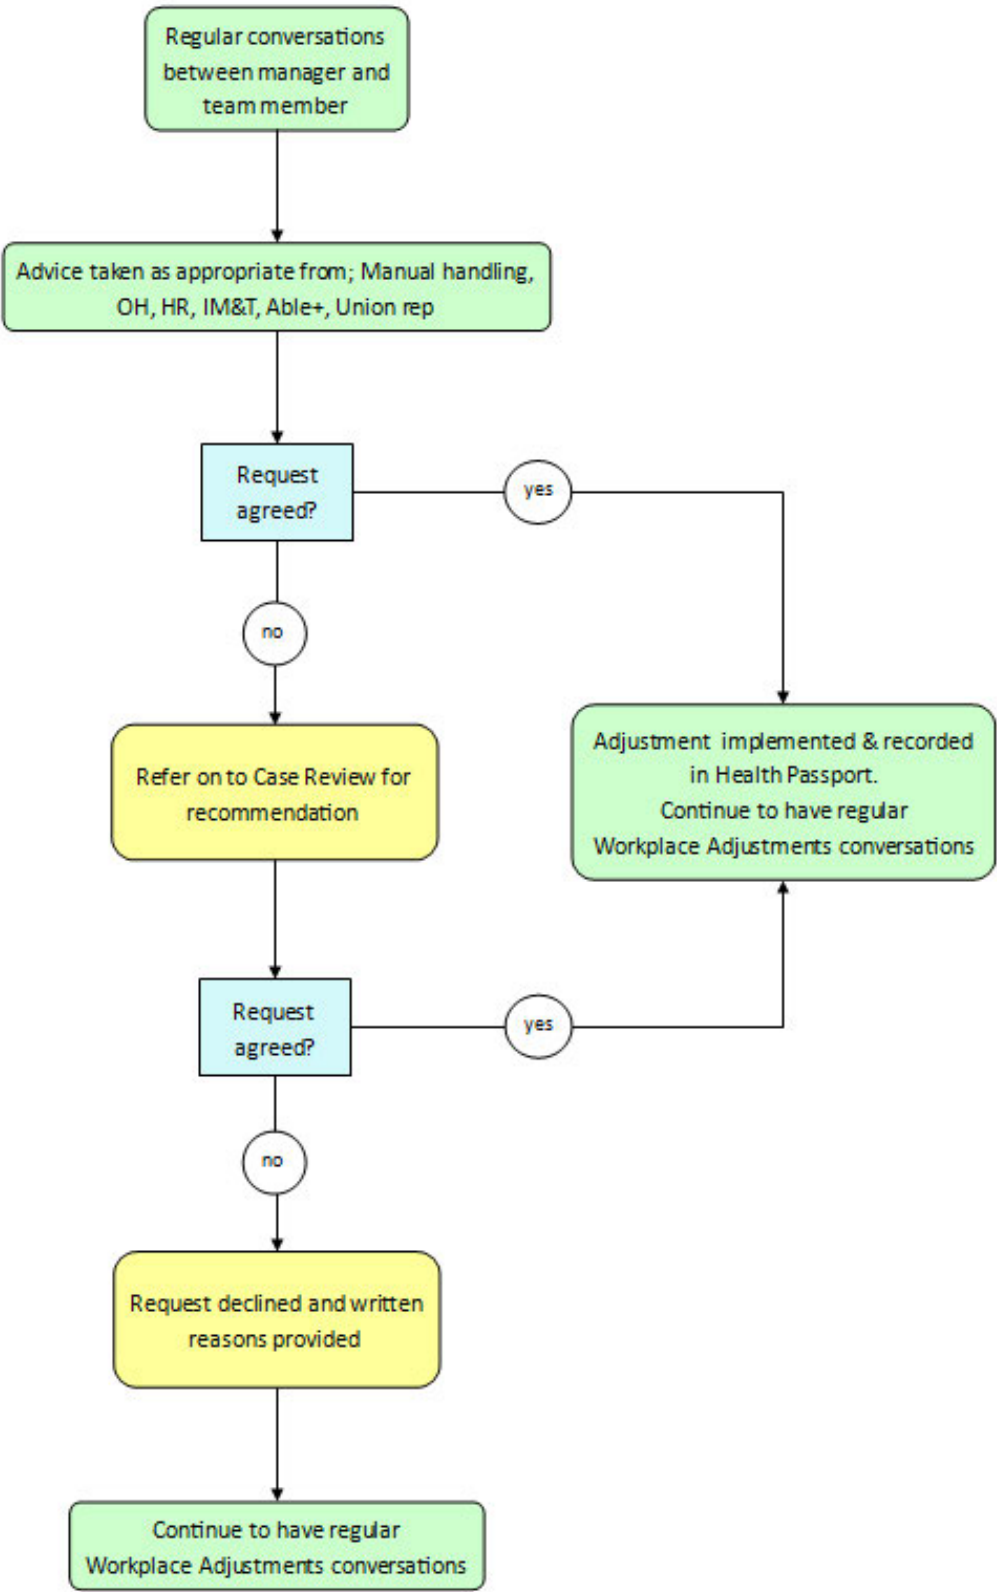 Regular conversations
between manager and
team member
Advice taken as appropriate from; Manual handling,
OH, HR, IM&T, Able+, Union rep
Request
agreed?
yes
no
Refer on to Case Review for
recommendation
Adjustment implemented & recorded
in Health Passport.
Continue to have regular
Workplace Adjustments conversations
Request
agreed?
yes
no
Request declined and written
reasons provided
Continue to have regular
Workplace Adjustments conversations